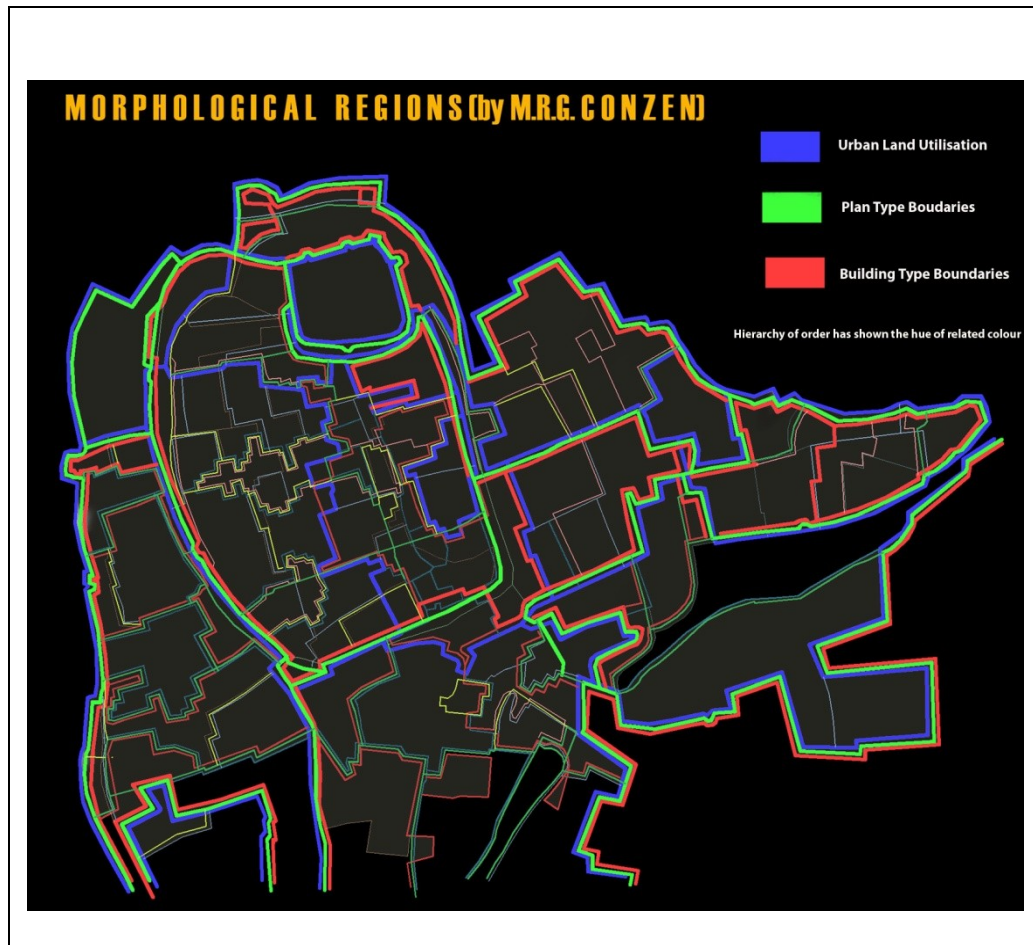 MORPHOLOGICAL REGIONS (by M.R.G. CONZEN)
Urban Land Utilisation
Plan Type Boudaries
Building Type Boundaries
Hierarchy of order has shown the hue of related colour